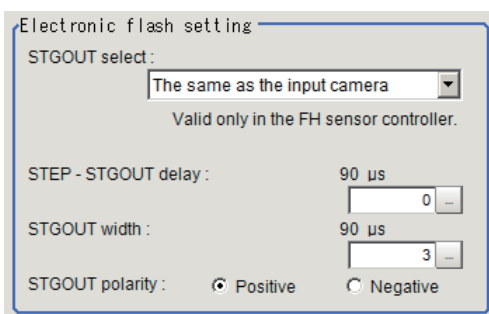 Electronic flash setting
STGOUT select :
The same as the input camera
Valid only in the FH sensor controller.
STEP - STGOUT delay : 90 µs
0 ...
STGOUT width : 90 µs
3 ...
STGOUT polarity : Positive Negative